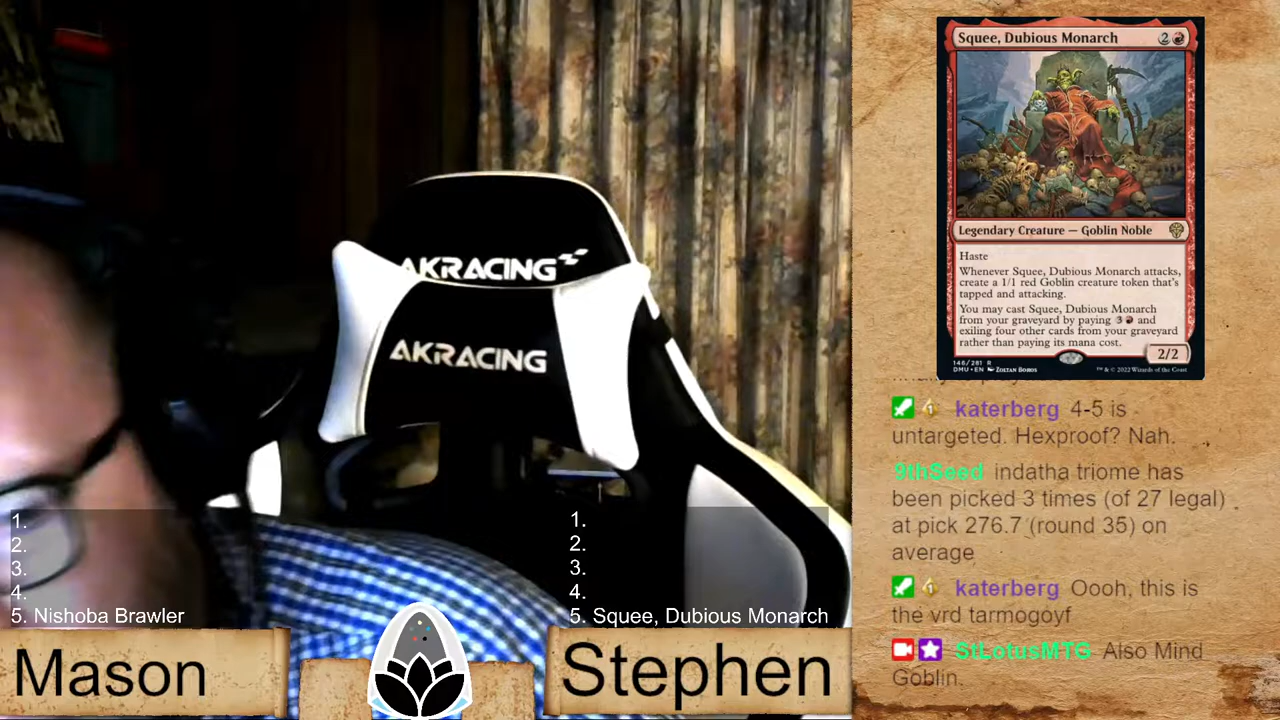 AKRACING
AKRACING
1.
2.
3.
4.
5. Nishoba Brawler
Mason
1.
2.
3.
4.
5. Squee, Dubious Monarch
Stephen
Squee, Dubious Monarch 2
Legendary Creature — Goblin Noble
Haste
Whenever Squee, Dubious Monarch attacks,
create a 1/1 red Goblin creature token that's
tapped and attacking.
You may cast Squee, Dubious Monarch
from your graveyard by paying 3 and
exiling four other cards from your graveyard
rather than paying its mana cost.
2/2
146/281 R
DMU • EN ZOLTAN BOROS
™ & © 2022 Wizards of the Coast
katerberg 4-5 is
untargeted. Hexproof? Nah.
9thSeed indatha triome has
been picked 3 times (of 27 legal)
at pick 276.7 (round 35) on
average
katerberg Oooh, this is
the vrd tarmogoyf
StLotusMTG Also Mind
Goblin.